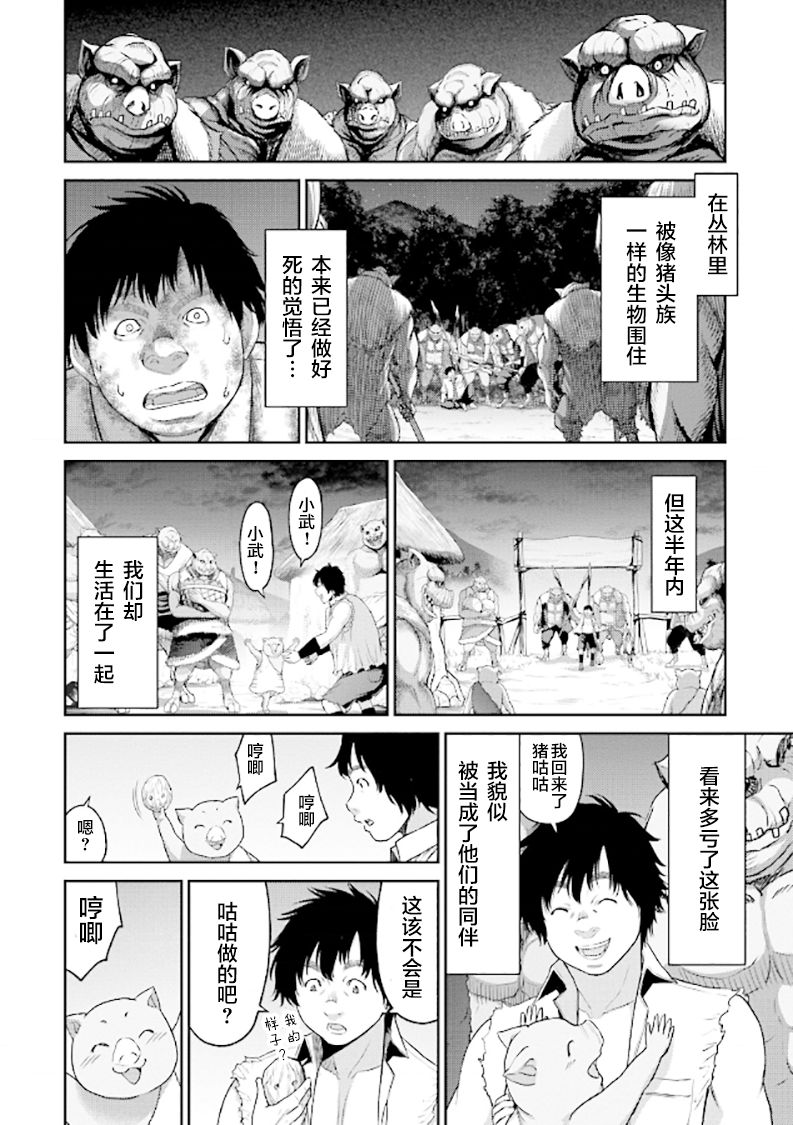 在丛林里
被像猪头族
一样的生物围住
本来已经做好
死的觉悟了…
但这半年内
小武！
小武！
我们却
生活在了一起
看来多亏了这张脸
我貌似
被当成了他们的同伴
我回来了
猪咕咕
哼唧
哼唧
嗯？
这该不会是
咕咕做的吧？
我的
样子？
哼唧